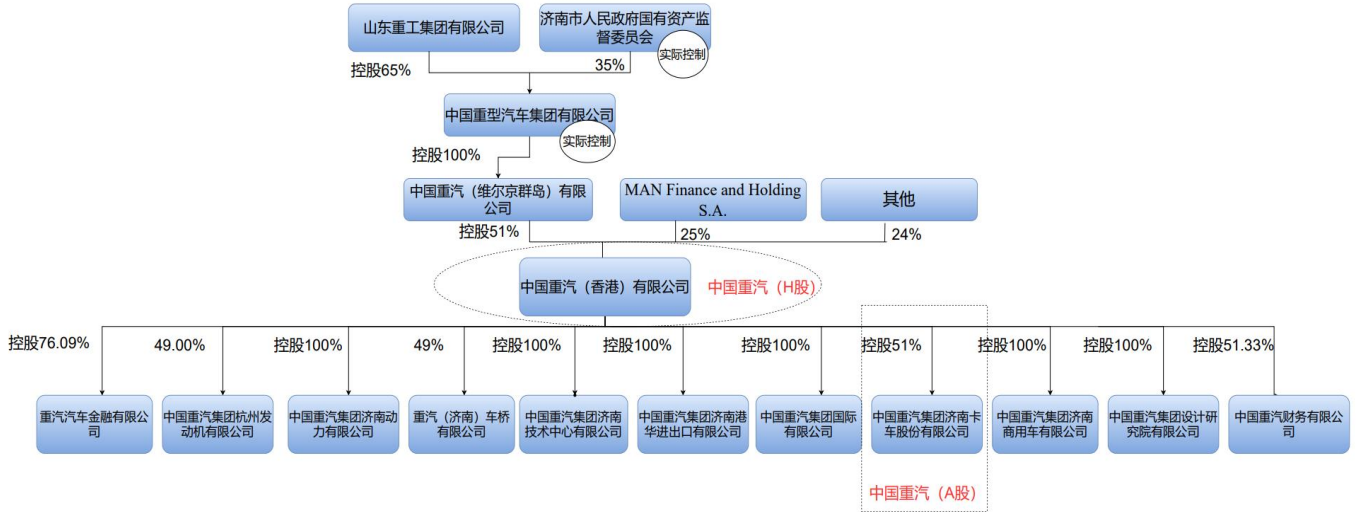 山东重工集团有限公司
济南市人民政府国有资产监
督委员会
实际控制
控股65%
35%
中国重型汽车集团有限公司
实际控制
控股100%
中国重汽（维尔京群岛）有限
公司
MAN Finance and Holding
S.A.
其他
控股51%
25%
24%
中国重汽（香港）有限公司
中国重汽（H股）
控股76.09%
49.00%
控股100%
49%
控股100%
控股100%
控股100%
控股51%
控股100%
控股100%
控股51.33%
重汽汽车金融有限公
司
中国重汽集团杭州发
动机有限公司
中国重汽集团济南动
力有限公司
重汽（济南）车桥
有限公司
中国重汽集团济南
技术中心有限公司
中国重汽集团济南港
华进出口有限公司
中国重汽集团国际
有限公司
中国重汽集团济南卡
车股份有限公司
中国重汽集团济南
商用车有限公司
中国重汽集团设计研
究院有限公司
中国重汽财务有限公
司
中国重汽（A股）